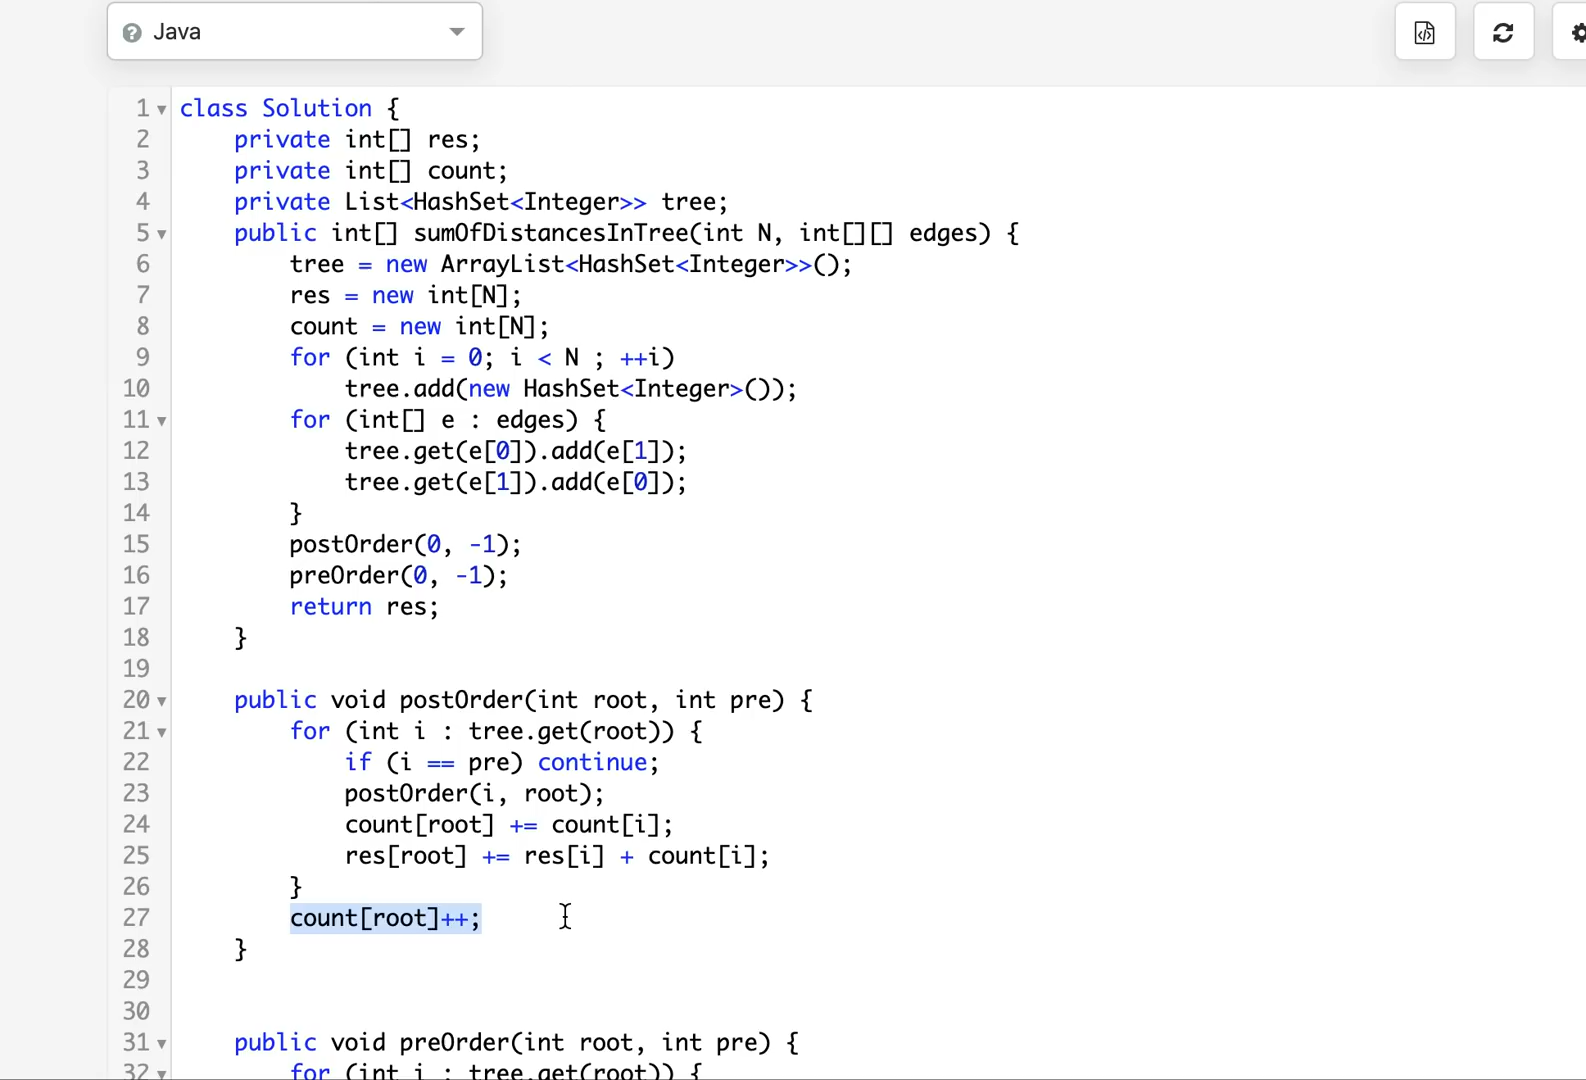 Java
1 class Solution {
2 private int[] res;
3 private int[] count;
4 private List<HashSet<Integer>> tree;
5 public int[] sumOfDistancesInTree(int N, int[][] edges) {
6 tree = new ArrayList<HashSet<Integer>>();
7 res = new int[N];
8 count = new int[N];
9 for (int i = 0; i < N ; ++i)
10 tree.add(new HashSet<Integer>());
11 for (int[] e : edges) {
12 tree.get(e[0]).add(e[1]);
13 tree.get(e[1]).add(e[0]);
14 }
15 postOrder(0, -1);
16 preOrder(0, -1);
17 return res;
18 }
19
20 public void postOrder(int root, int pre) {
21 for (int i : tree.get(root)) {
22 if (i == pre) continue;
23 postOrder(i, root);
24 count[root] += count[i];
25 res[root] += res[i] + count[i];
26 }
27 count[root]++;
28 }
29
30
31 public void preOrder(int root, int pre) {
32 for (int i : tree.get(root)) {